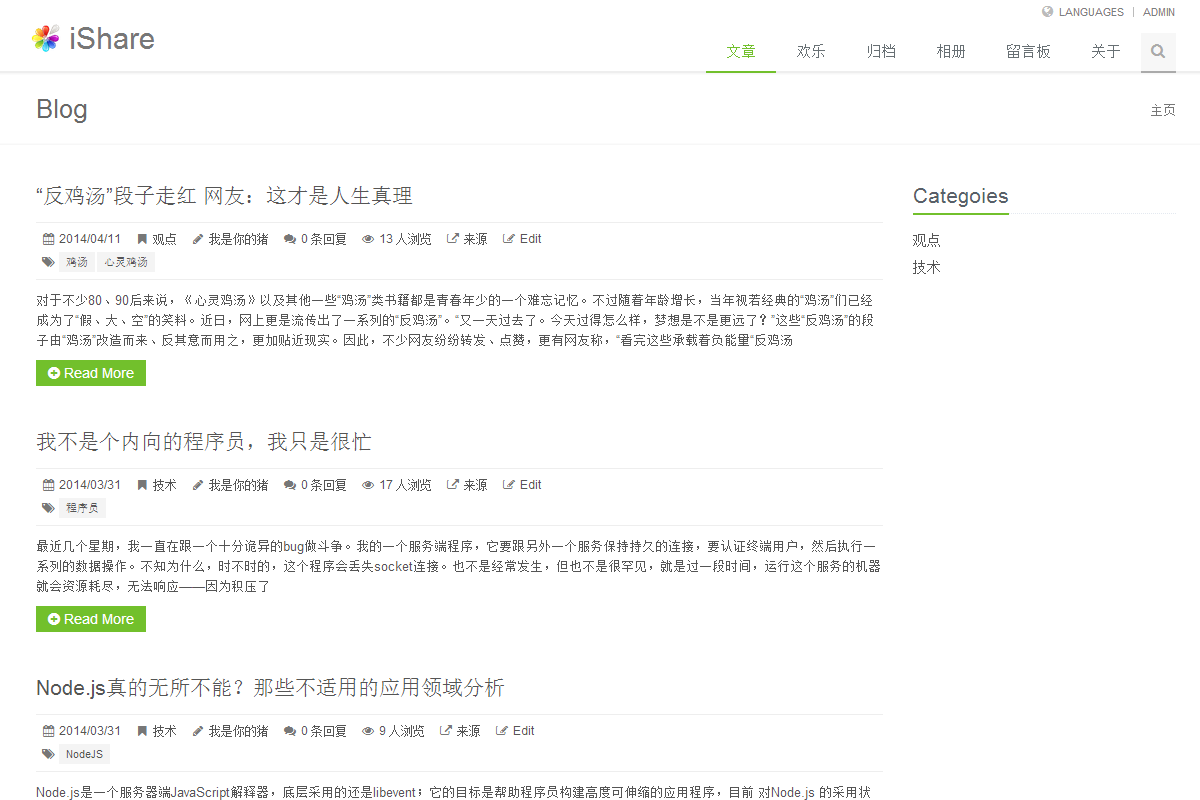 LANGUAGES | ADMIN
iShare
文章 欢乐 归档 相册 留言板 关于
Blog
主页
“反鸡汤”段子走红 网友：这才是人生真理
2014/04/11 观点 我是你的猪 0 条回复 13 人浏览 来源 Edit
鸡汤 心灵鸡汤
对于不少80、90后来说，《心灵鸡汤》以及其他一些“鸡汤”类书籍都是青春年少的一个难忘记忆。不过随着年龄增长，当年视若经典的“鸡汤”们已经
成为了“假、大、空”的笑料。近日，网上更是流传出了一系列的“反鸡汤”。“又一天过去了。今天过得怎么样，梦想是不是更远了？”这些“反鸡汤”的段
子由“鸡汤”改造而来、反其意而用之，更加贴近现实。因此，不少网友纷纷转发、点赞，更有网友称，“看完这些承载着负能量“反鸡汤
Read More
Categoies
观点
技术
我不是个内向的程序员，我只是很忙
2014/03/31 技术 我是你的猪 0 条回复 17 人浏览 来源 Edit
程序员
最近几个星期，我一直在跟一个十分诡异的bug做斗争。我的一个服务端程序，它要跟另外一个服务保持持久的连接，要认证终端用户，然后执行一
系列的数据操作。不知为什么，时不时的，这个程序会丢失socket连接。也不是经常发生，但也不是很罕见，就是过一段时间，运行这个服务的机器
就会资源耗尽，无法响应——因为积压了
Read More
Node.js真的无所不能？那些不适用的应用领域分析
2014/03/31 技术 我是你的猪 0 条回复 9 人浏览 来源 Edit
NodeJS
Node.js是一个服务器端JavaScript解释器，底层采用的还是libevent；它的目标是帮助程序员构建高度可伸缩的应用程序，目前 对Node.js 的采用状